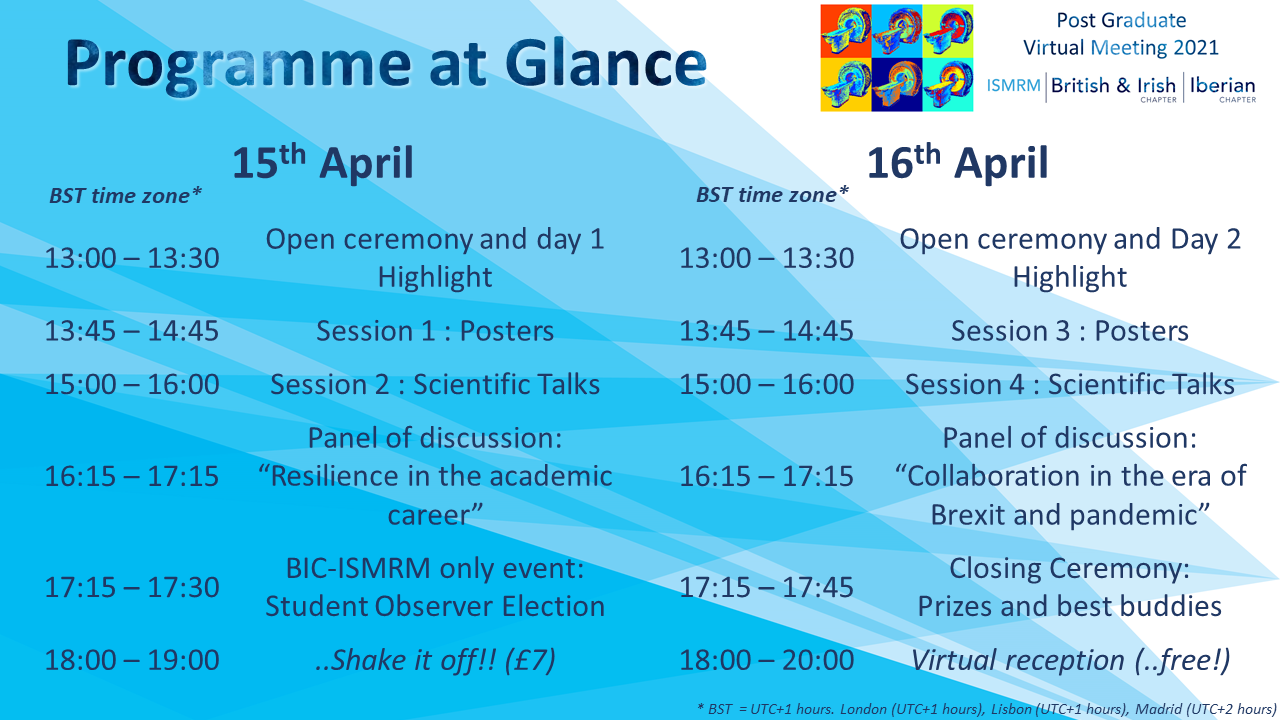 Programme at Glance
Post Graduate
Virtual Meeting 2021
ISMRM British & Irish CHAPTER Iberian CHAPTER
15th April
BST time zone*
13:00 – 13:30 Open ceremony and day 1
Highlight
13:45 – 14:45 Session 1 : Posters
15:00 – 16:00 Session 2 : Scientific Talks
16:15 – 17:15 Panel of discussion:
“Resilience in the academic
career”
17:15 – 17:30 BIC-ISMRM only event:
Student Observer Election
18:00 – 19:00 ..Shake it off!! (£7)
16th April
BST time zone*
13:00 – 13:30 Open ceremony and Day 2
Highlight
13:45 – 14:45 Session 3 : Posters
15:00 – 16:00 Session 4 : Scientific Talks
16:15 – 17:15 Panel of discussion:
“Collaboration in the era of
Brexit and pandemic”
17:15 – 17:45 Closing Ceremony:
Prizes and best buddies
18:00 – 20:00 Virtual reception (..free!)
* BST = UTC+1 hours. London (UTC+1 hours), Lisbon (UTC+1 hours), Madrid (UTC+2 hours)